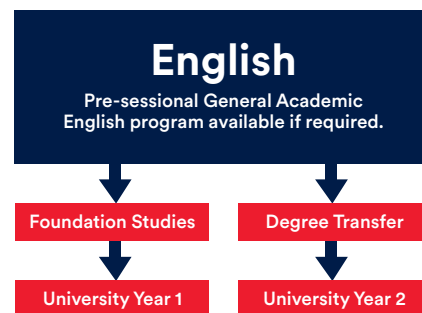 English
Pre-sessional General Academic
English program available if required.
Foundation Studies
Degree Transfer
University Year 1
University Year 2